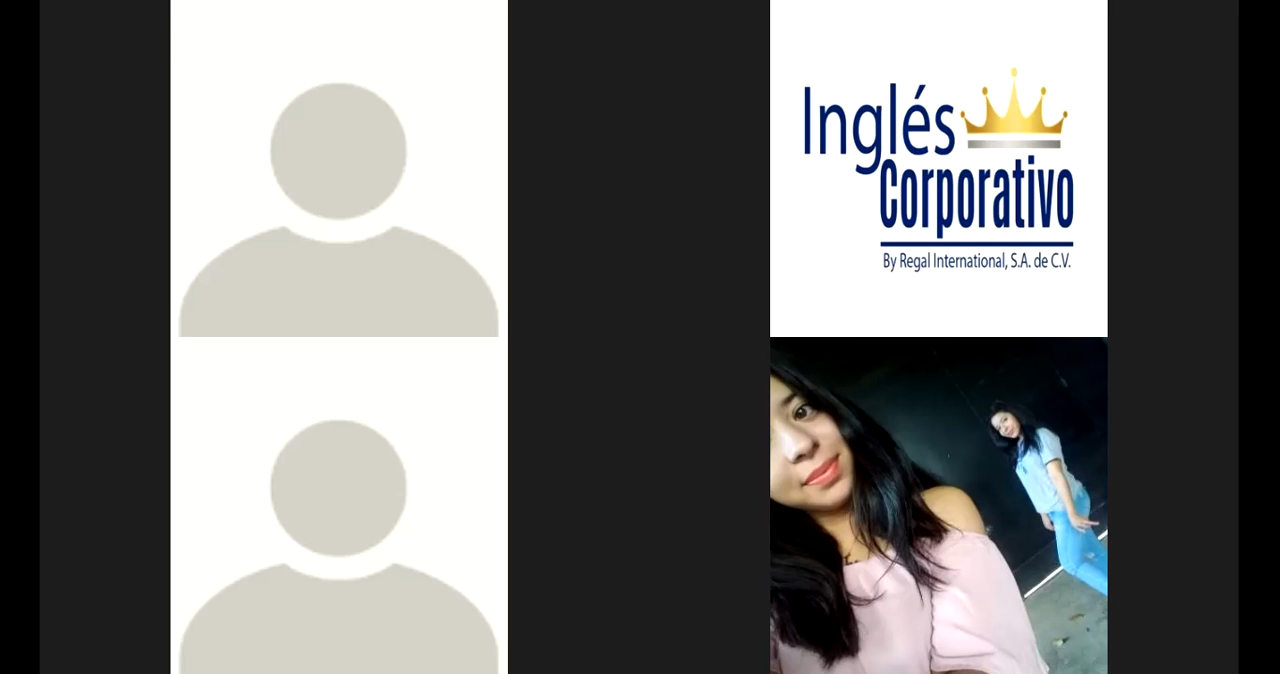 Inglés
Corporativo
By Regal International, S.A. de C.V.